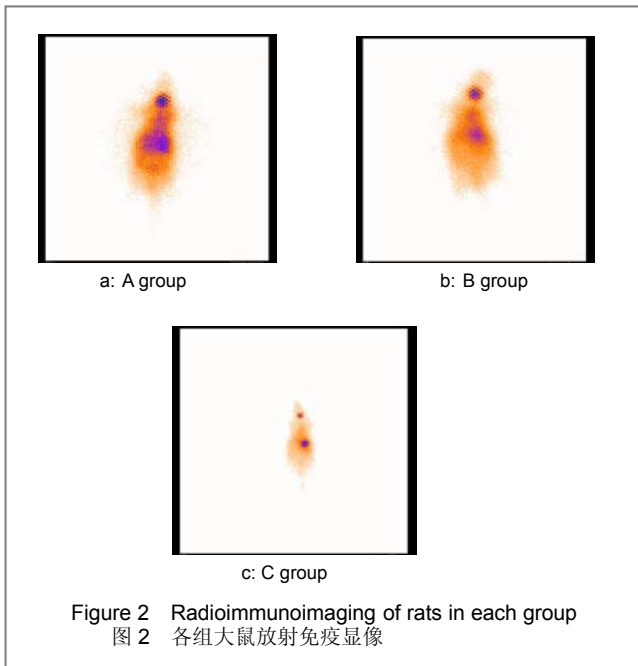 a: A group
b: B group
c: C group
Figure 2 Radioimmunoimaging of rats in each group
图 2 各组大鼠放射免疫显像